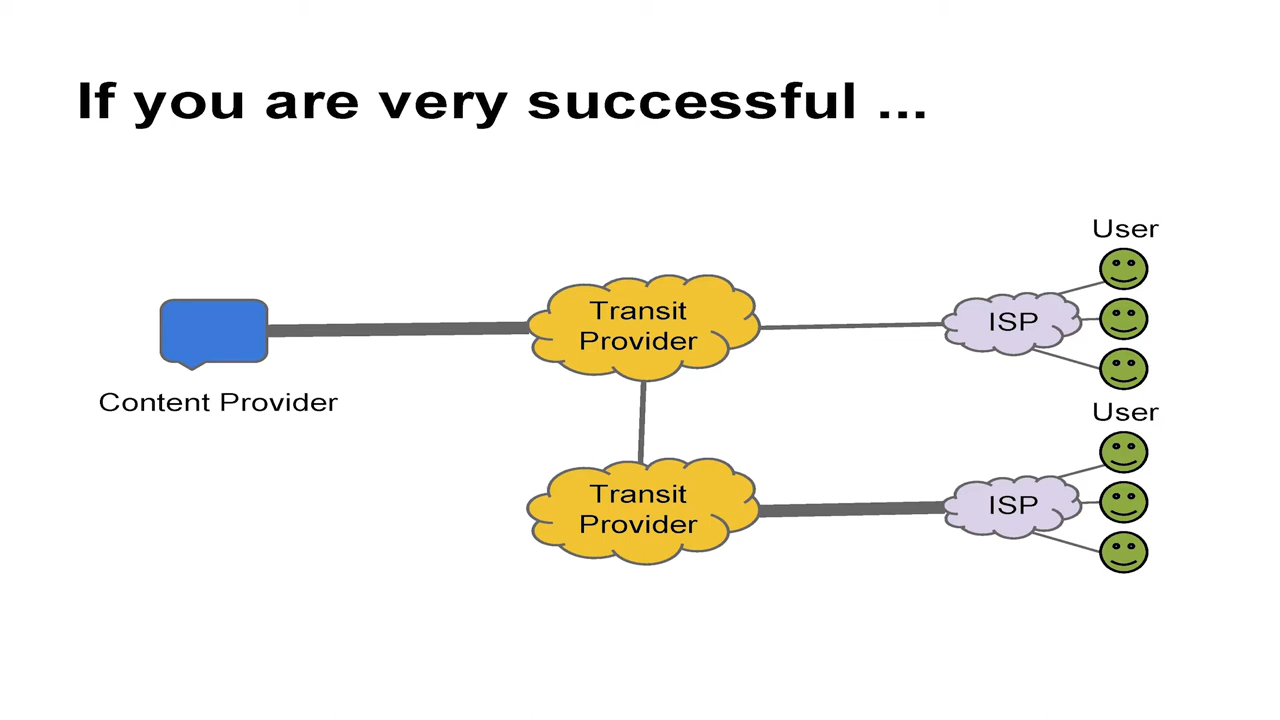 If you are very successful ...
User
Transit
Provider
ISP
Content Provider
User
Transit
Provider
ISP